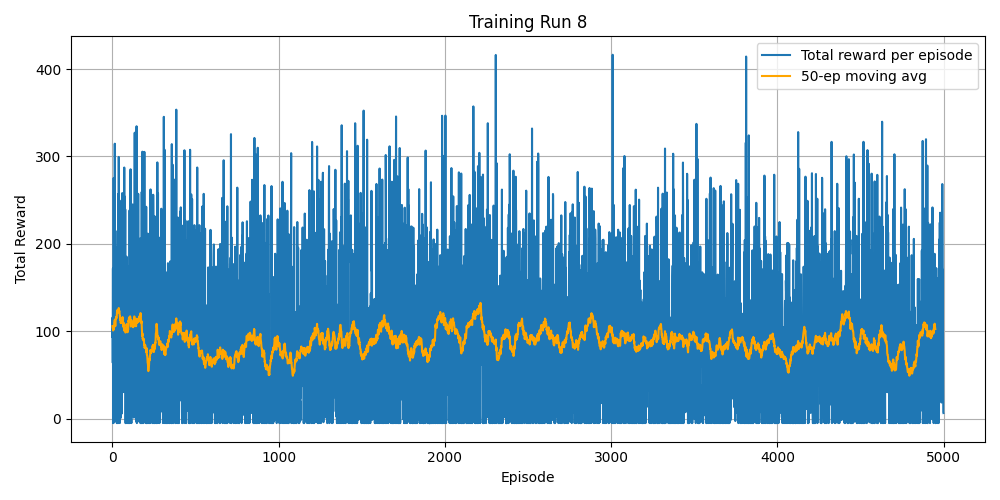 Training Run 8
Total reward per episode
50-ep moving avg
Total Reward
400
300
200
100
0
0 1000 2000 3000 4000 5000
Episode